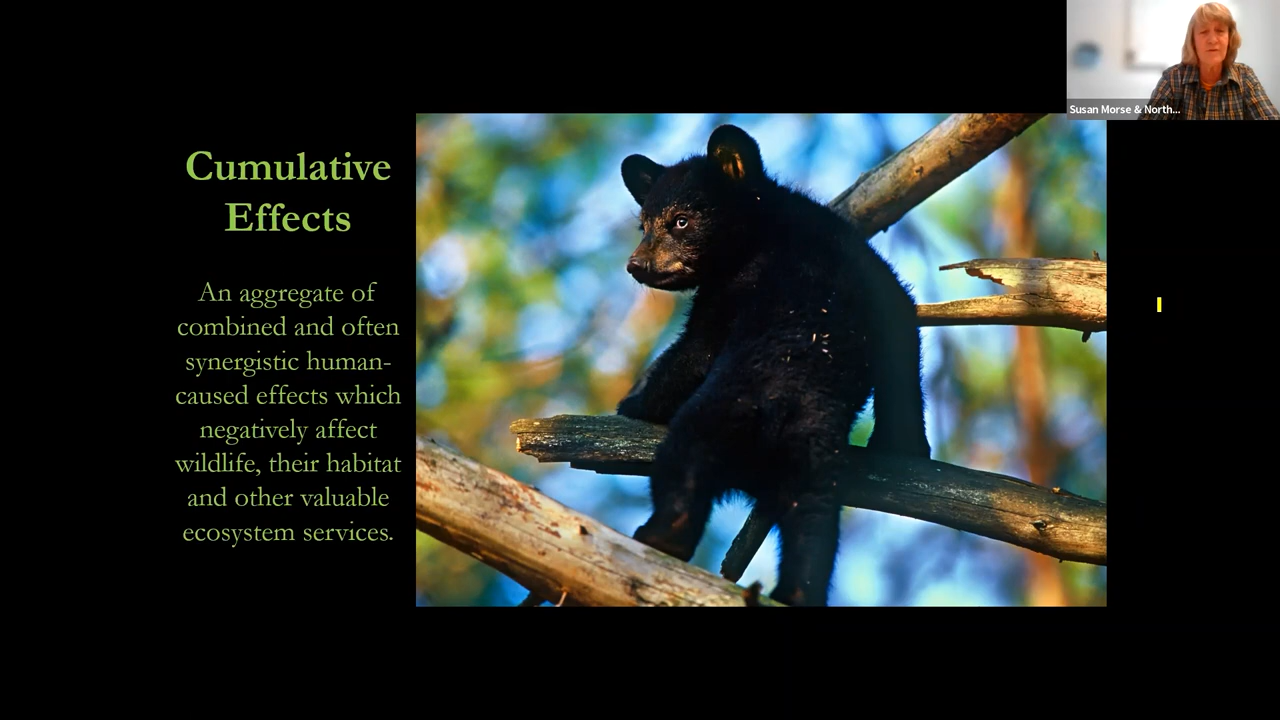 Susan Morse & North...
Cumulative
Effects
An aggregate of
combined and often
synergistic human-
caused effects which
negatively affect
wildlife, their habitat
and other valuable
ecosystem services.